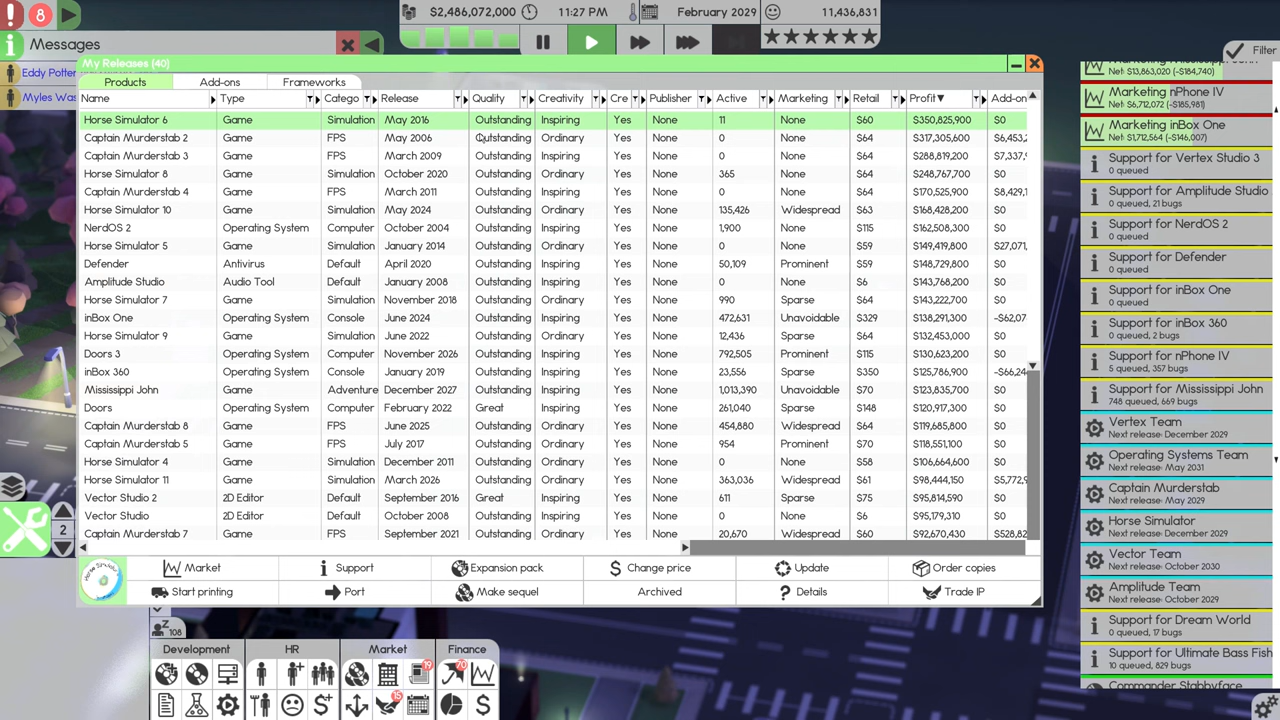 8
$2,486,072,000
11:27 PM
February 2029
11,436,831
Messages
Filter
Eddy Potter
Myles Was
My Releases (40)
Products
Add-ons
Frameworks
Name Type Catego Release Quality Creativity Cre Publisher Active Marketing Retail Profit▼ Add-on
Horse Simulator 6 Game Simulation May 2016 Outstanding Inspiring Yes None 11 None $60 $350,825,900 $0
Captain Murderstab 2 Game FPS May 2006 Outstanding Ordinary Yes None 0 None $64 $317,305,600 $6,453,
Captain Murderstab 3 Game FPS March 2009 Outstanding Inspiring Yes None 0 None $64 $288,819,200 $7,337,
Horse Simulator 8 Game Simulation October 2020 Outstanding Ordinary Yes None 365 None $64 $248,767,700 $0
Captain Murderstab 4 Game FPS March 2011 Outstanding Inspiring Yes None 0 None $64 $170,525,900 $8,429,
Horse Simulator 10 Game Simulation May 2024 Outstanding Ordinary Yes None 135,426 Widespread $63 $168,428,200 $0
NerdOS 2 Operating System Computer October 2004 Outstanding Inspiring Yes None 1,900 None $115 $162,508,300 $0
Horse Simulator 5 Game Simulation January 2014 Outstanding Ordinary Yes None 0 None $59 $149,419,800 $27,071,
Defender Antivirus Default April 2020 Outstanding Inspiring Yes None 50,109 Prominent $59 $148,729,800 $0
Amplitude Studio Audio Tool Default January 2008 Outstanding Inspiring Yes None 0 None $6 $143,768,200 $0
Horse Simulator 7 Game Simulation November 2018 Outstanding Ordinary Yes None 990 Sparse $64 $143,222,700 $0
inBox One Operating System Console June 2024 Outstanding Inspiring Yes None 472,631 Unavoidable $329 $138,291,300 -$62,07
Horse Simulator 9 Game Simulation June 2022 Outstanding Ordinary Yes None 12,436 Sparse $64 $132,453,000 $0
Doors 3 Operating System Computer November 2026 Outstanding Inspiring Yes None 792,505 Prominent $115 $130,623,200 $0
inBox 360 Operating System Console January 2019 Outstanding Inspiring Yes None 23,556 Sparse $350 $125,786,900 -$66,24
Mississippi John Game Adventure December 2027 Outstanding Inspiring Yes None 1,013,390 Unavoidable $70 $123,835,700 $0
Doors Operating System Computer February 2022 Great Inspiring Yes None 261,040 Sparse $148 $120,917,300 $0
Captain Murderstab 8 Game FPS June 2025 Outstanding Ordinary Yes None 454,880 Widespread $64 $119,685,800 $0
Captain Murderstab 5 Game FPS July 2017 Outstanding Ordinary Yes None 954 Prominent $70 $118,551,100 $0
Horse Simulator 4 Game Simulation December 2011 Outstanding Ordinary Yes None 0 None $58 $106,664,600 $0
Horse Simulator 11 Game Simulation March 2026 Outstanding Ordinary Yes None 363,036 Widespread $61 $98,444,150 $5,772,
Vector Studio 2 2D Editor Default September 2016 Great Inspiring Yes None 611 Sparse $75 $95,814,590 $0
Vector Studio 2D Editor Default October 2008 Outstanding Inspiring Yes None 0 None $6 $95,179,310 $0
Captain Murderstab 7 Game FPS September 2021 Outstanding Ordinary Yes None 20,670 Widespread $60 $92,670,430 $528,8
Market Support Expansion pack Change price Update Order copies
Start printing Port Make sequel Archived Details Trade IP
2
Z 108
Development HR Market Finance
19
20
15
Net: $13,863,020 (-$184,740)
Marketing nPhone IV
Net: $6,712,072 (-$185,981)
Marketing inBox One
Net: $1,712,564 (-$146,007)
Support for Vertex Studio 3
0 queued
Support for Amplitude Studio
0 queued, 21 bugs
Support for NerdOS 2
0 queued
Support for Defender
0 queued
Support for inBox One
0 queued
Support for inBox 360
0 queued, 2 bugs
Support for nPhone IV
5 queued, 357 bugs
Support for Mississippi John
748 queued, 669 bugs
Vertex Team
Next release: December 2029
Operating Systems Team
Next release: May 2031
Captain Murderstab
Next release: May 2029
Horse Simulator
Next release: December 2029
Vector Team
Next release: October 2030
Amplitude Team
Next release: October 2029
Support for Dream World
0 queued, 17 bugs
Support for Ultimate Bass Fish
10 queued, 829 bugs
Commander Stabbyface